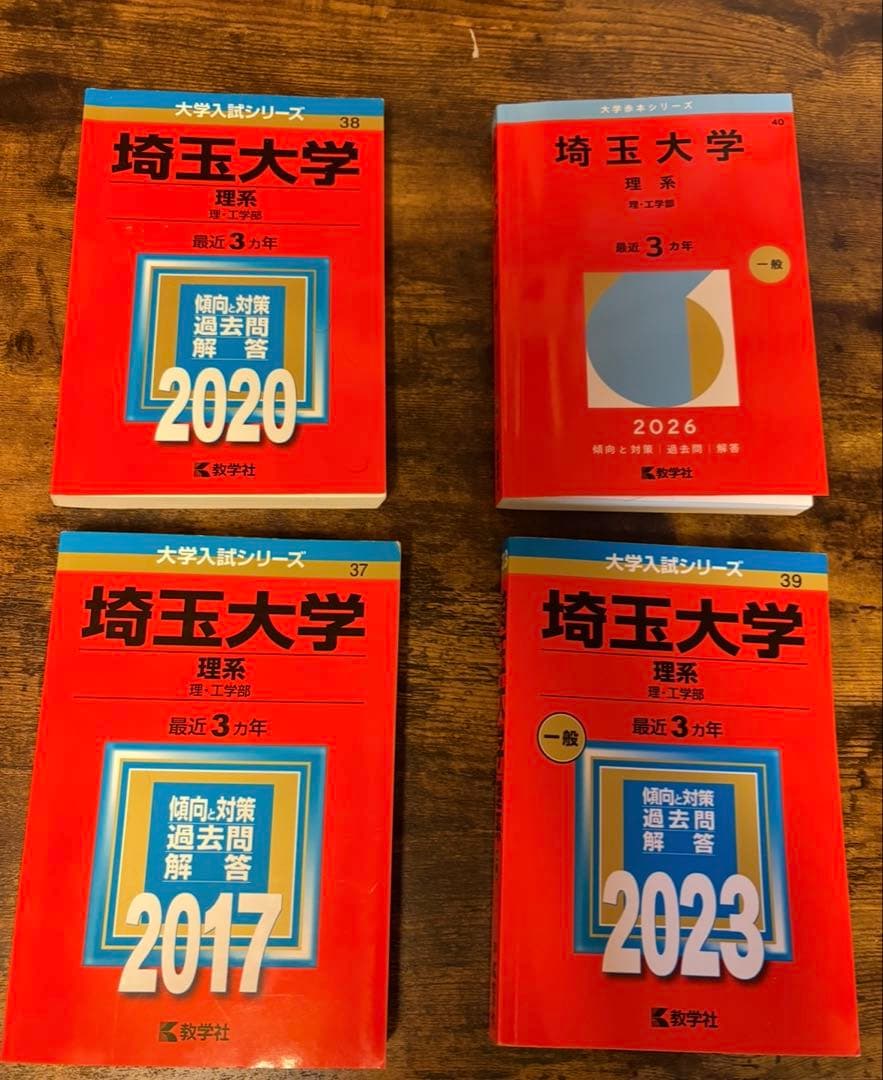 大学入試シリーズ
38
埼玉大学
理系
理・工学部
最近3カ年
傾向と対策
過去問
解答
2020
教学社
大学赤本シリーズ
40
埼玉大学
理系
理・工学部
最近3カ年
一般
2026
傾向と対策|過去問|解答
教学社
大学入試シリーズ
37
埼玉大学
理系
理・工学部
最近3カ年
傾向と対策
過去問
解答
2017
教学社
大学入試シリーズ
39
埼玉大学
理系
理・工学部
最近3カ年
一般
傾向と対策
過去問
解答
2023
教学社